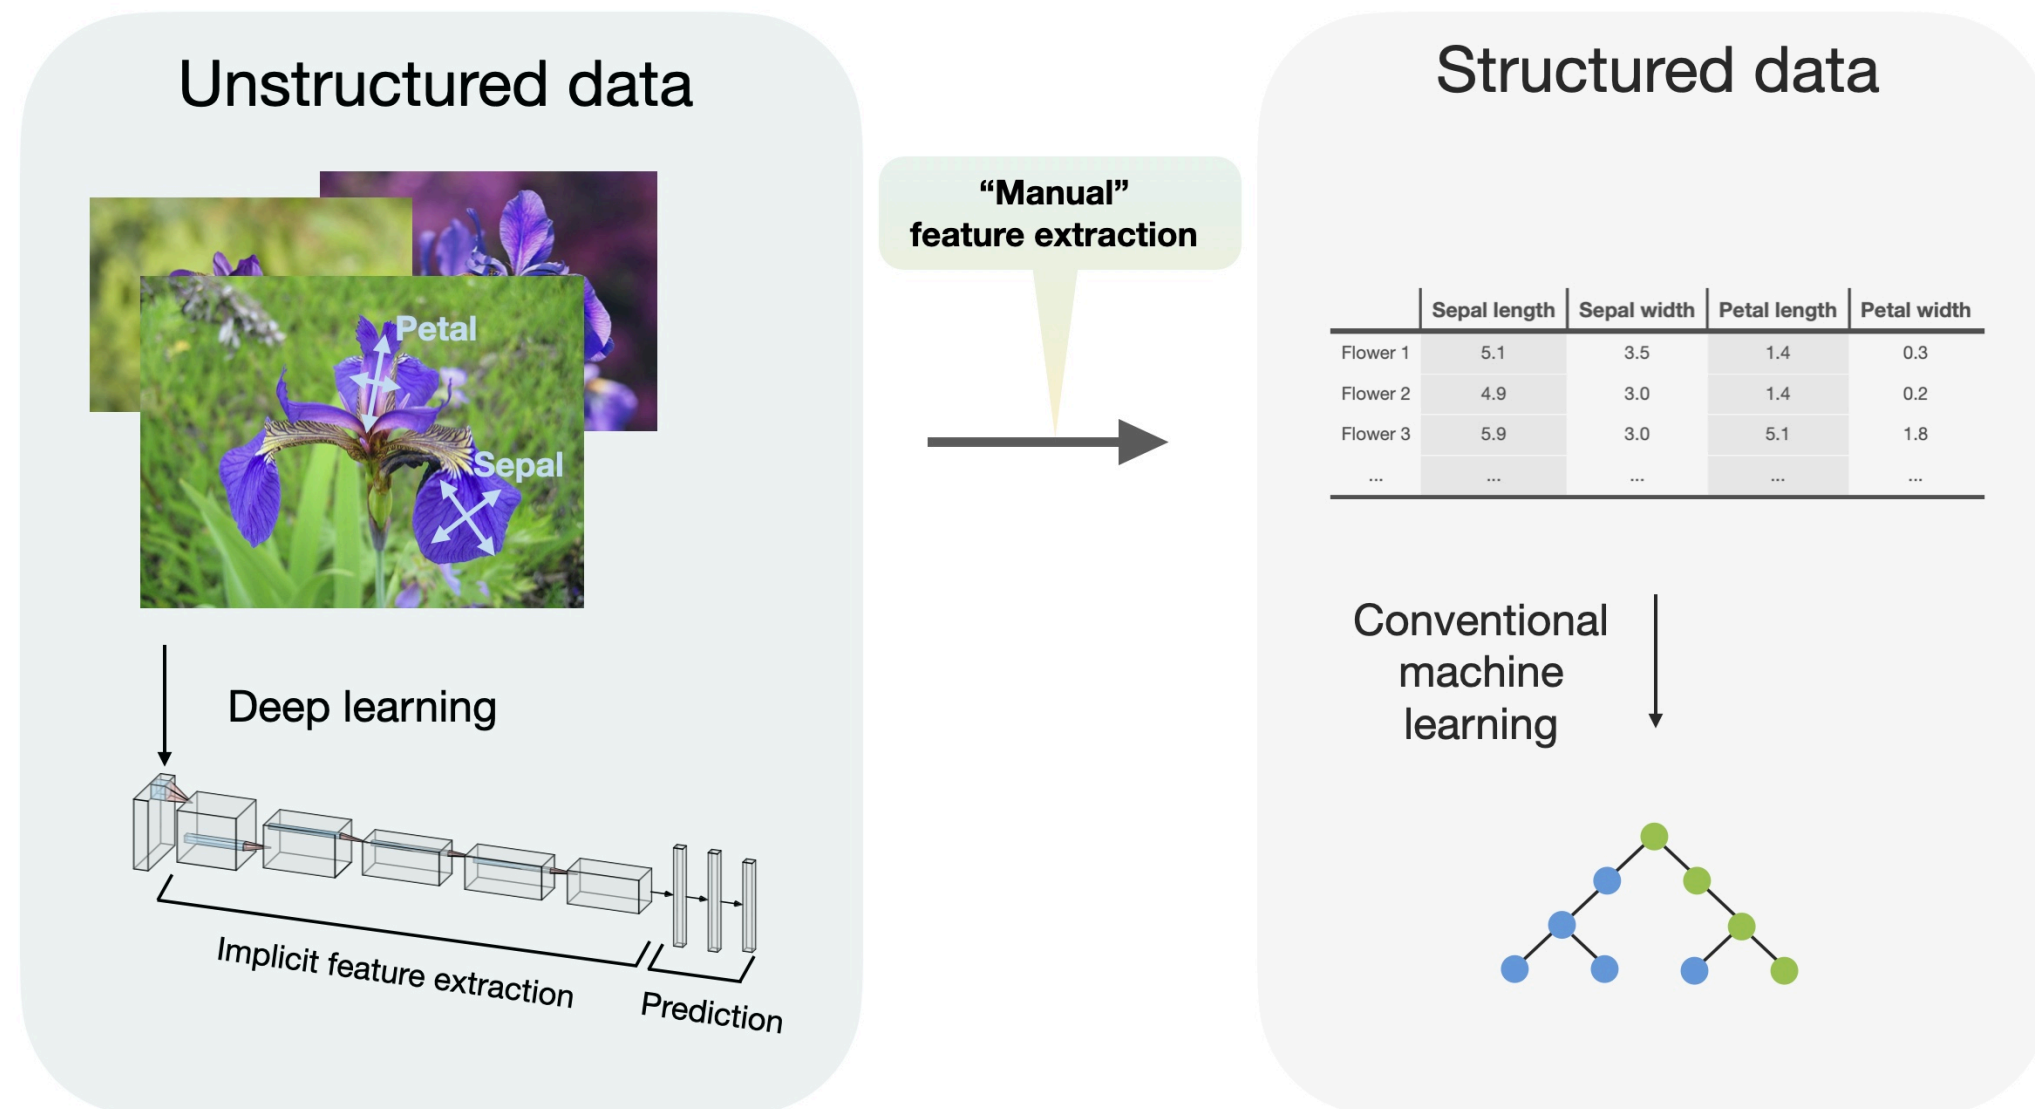 Unstructured data
Petal
Sepal
Deep learning
Implicit feature extraction
Prediction
“Manual”
feature extraction
Structured data
Sepal length Sepal width Petal length Petal width
Flower 1 5.1 3.5 1.4 0.3
Flower 2 4.9 3.0 1.4 0.2
Flower 3 5.9 3.0 5.1 1.8
... ... ... ... ...
Conventional
machine
learning